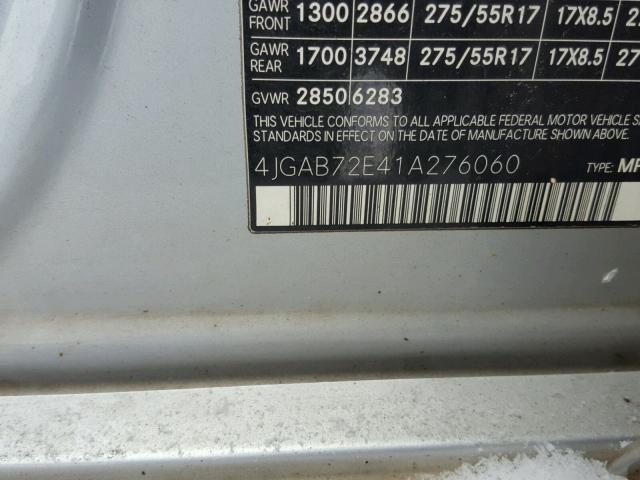 GAWR FRONT 1300 2866 275/55R17 17X8.5
GAWR REAR 1700 3748 275/55R17 17X8.5
GVWR 2850 6283
THIS VEHICLE CONFORMS TO ALL APPLICABLE FEDERAL MOTOR VEHICLE
STANDARDS IN EFFECT ON THE DATE OF MANUFACTURE SHOWN ABOVE.
4JGAB72E41A276060 TYPE: